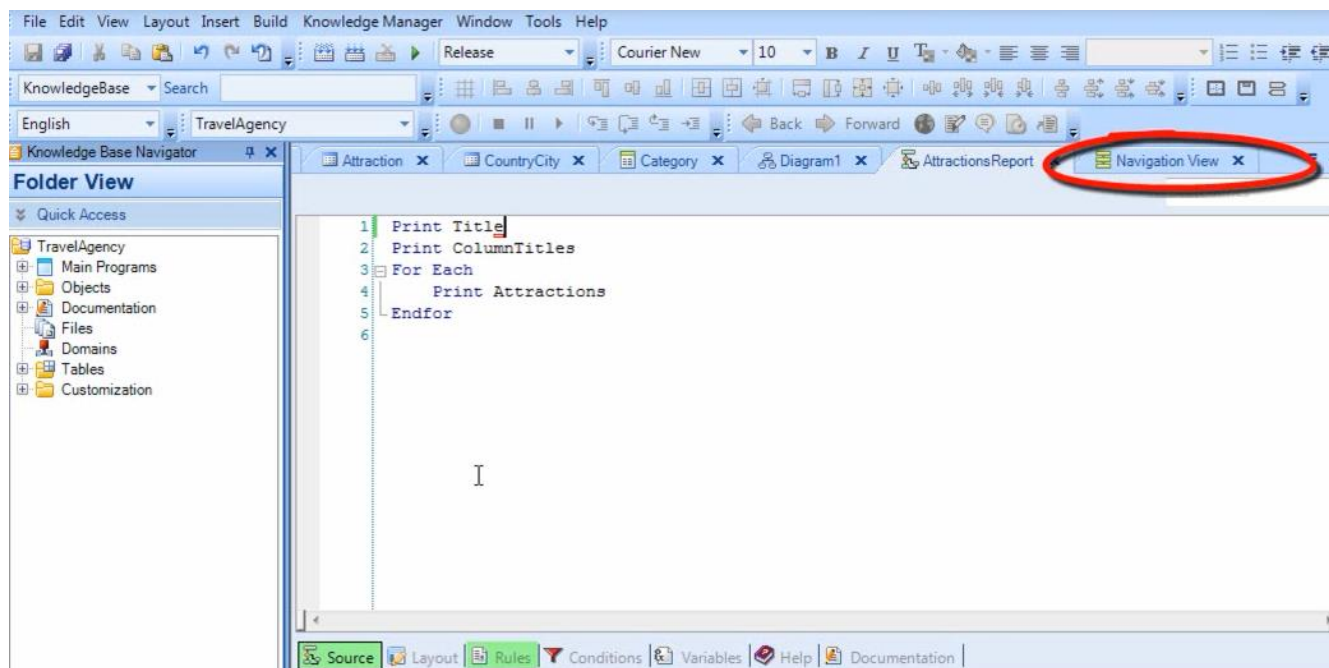 File Edit View Layout Insert Build Knowledge Manager Window Tools Help
Release Courier New 10 B I U
KnowledgeBase Search
English TravelAgency Back Forward
Knowledge Base Navigator
Attraction CountryCity Category Diagram1 AttractionsReport Navigation View
Folder View
Quick Access
TravelAgency
Main Programs
Objects
Documentation
Files
Domains
Tables
Customization
1 Print Title
2 Print ColumnTitles
3 For Each
4 Print Attractions
5 Endfor
6
Source Layout Rules Conditions Variables Help Documentation